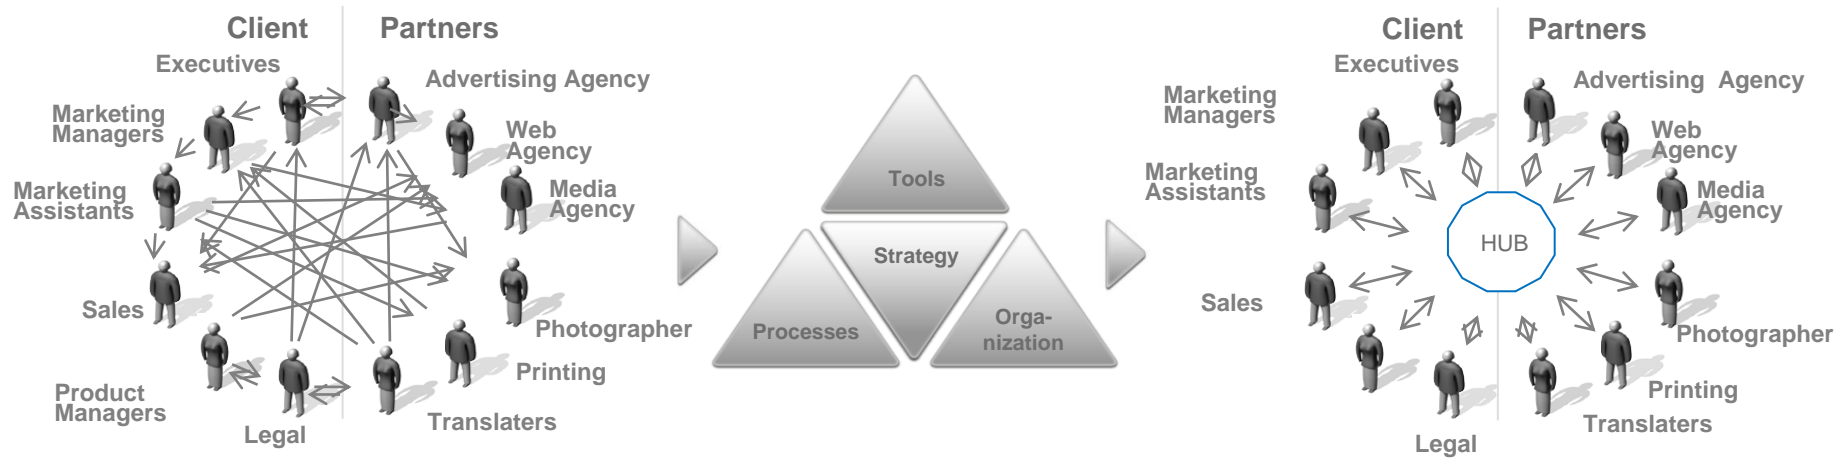 Client
Partners
Executives
Advertising Agency
Marketing
Managers
Web
Agency
Marketing
Assistants
Media
Agency
Sales
Photographer
Product
Managers
Printing
Legal
Translaters
Tools
Strategy
Processes
Orga-
nization
Client
Partners
Executives
Advertising Agency
Marketing
Managers
Web
Agency
Marketing
Assistants
Media
Agency
HUB
Sales
Photographer
Printing
Translaters
Legal